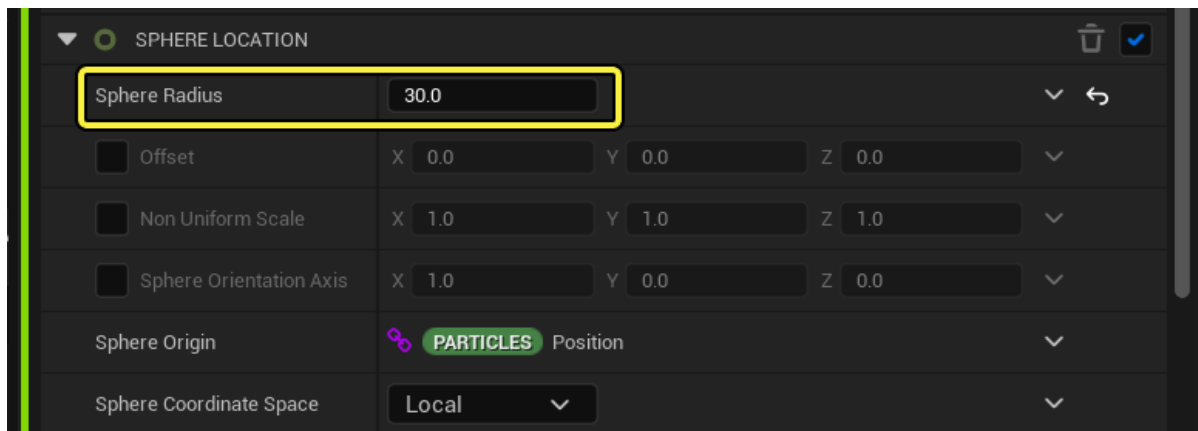 SPHERE LOCATION
Sphere Radius 30.0
Offset X 0.0 Y 0.0 Z 0.0
Non Uniform Scale X 1.0 Y 1.0 Z 1.0
Sphere Orientation Axis X 1.0 Y 0.0 Z 0.0
Sphere Origin PARTICLES Position
Sphere Coordinate Space Local